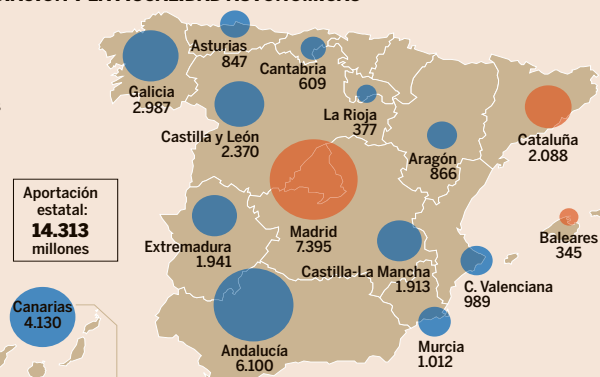 Asturias
847
Cantabria
609
Galicia
2.987
La Rioja
377
Castilla y León
2.370
Cataluña
2.088
Aragón
866
Aportación
estatal:
14.313
millones
Madrid
7.395
Baleares
345
Extremadura
1.941
Castilla-La Mancha
1.913
C. Valenciana
989
Canarias
4.130
Murcia
1.012
Andalucía
6.100